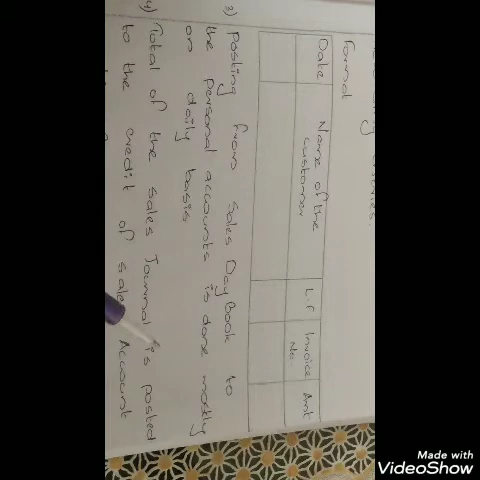 entries.
Format
Date Name of the customer L.F Invoice No Amt
3) Posting from Sales Day Book to
the personal accounts is done mostly
on daily basis
4) Total of the Sales Journal is posted
to the credit of sales Account
Made with
VideoShow